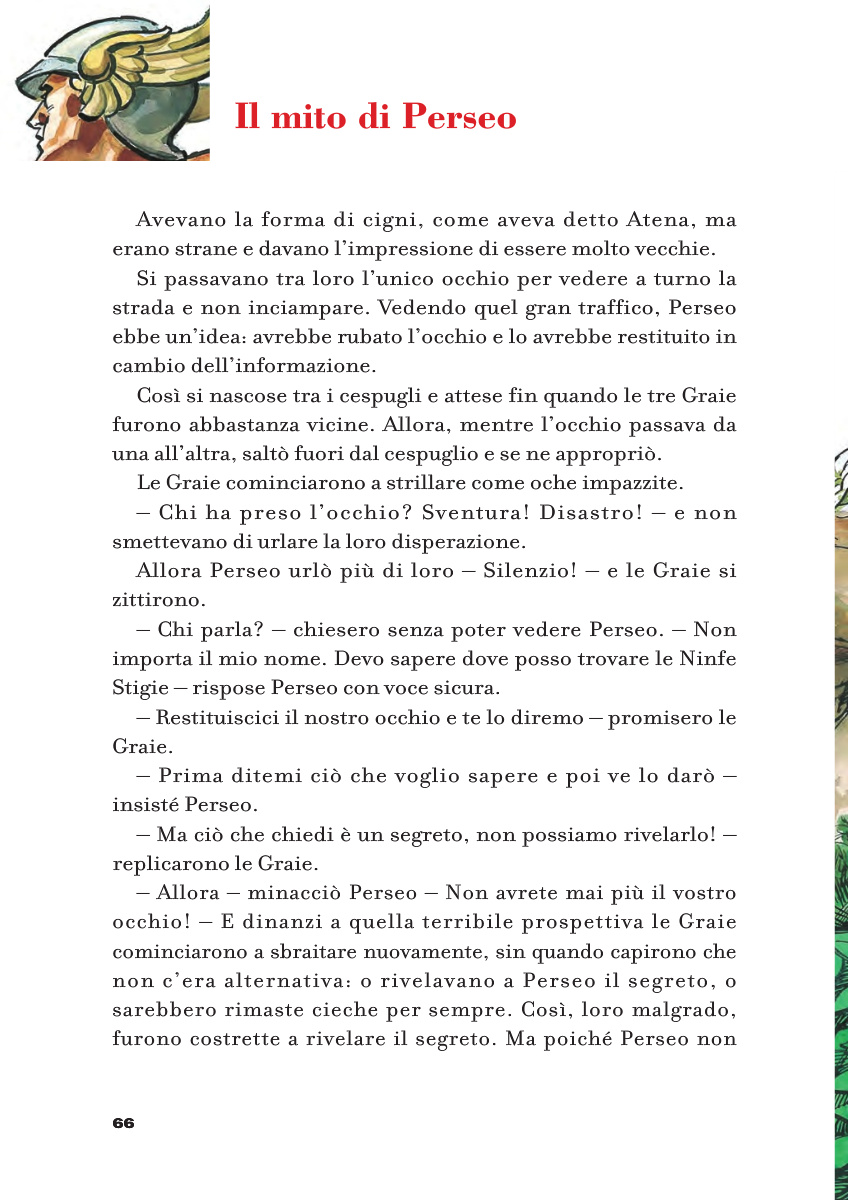 Il mito di Perseo
Avevano la forma di cigni, come aveva detto Atena, ma
erano strane e davano l'impressione di essere molto vecchie.
Si passavano tra loro l'unico occhio per vedere a turno la
strada e non inciampare. Vedendo quel gran traffico, Perseo
ebbe un'idea: avrebbe rubato l'occhio e lo avrebbe restituito in
cambio dell'informazione.
Così si nascose tra i cespugli e attese fin quando le tre Graie
furono abbastanza vicine. Allora, mentre l'occhio passava da
una all'altra, saltò fuori dal cespuglio e se ne appropriò.
Le Graie cominciarono a strillare come oche impazzite.
– Chi ha preso l'occhio? Sventura! Disastro! – e non
smettevano di urlare la loro disperazione.
Allora Perseo urlò più di loro – Silenzio! – e le Graie si
zittirono.
– Chi parla? – chiesero senza poter vedere Perseo. – Non
importa il mio nome. Devo sapere dove posso trovare le Ninfe
Stigie – rispose Perseo con voce sicura.
– Restituiscici il nostro occhio e te lo diremo – promisero le
Graie.
– Prima ditemi ciò che voglio sapere e poi ve lo darò –
insisté Perseo.
– Ma ciò che chiedi è un segreto, non possiamo rivelarlo! –
replicarono le Graie.
– Allora – minacciò Perseo – Non avrete mai più il vostro
occhio! – E dinanzi a quella terribile prospettiva le Graie
cominciarono a sbraitare nuovamente, sin quando capirono che
non c'era alternativa: o rivelavano a Perseo il segreto, o
sarebbero rimaste cieche per sempre. Così, loro malgrado,
furono costrette a rivelare il segreto. Ma poiché Perseo non
66